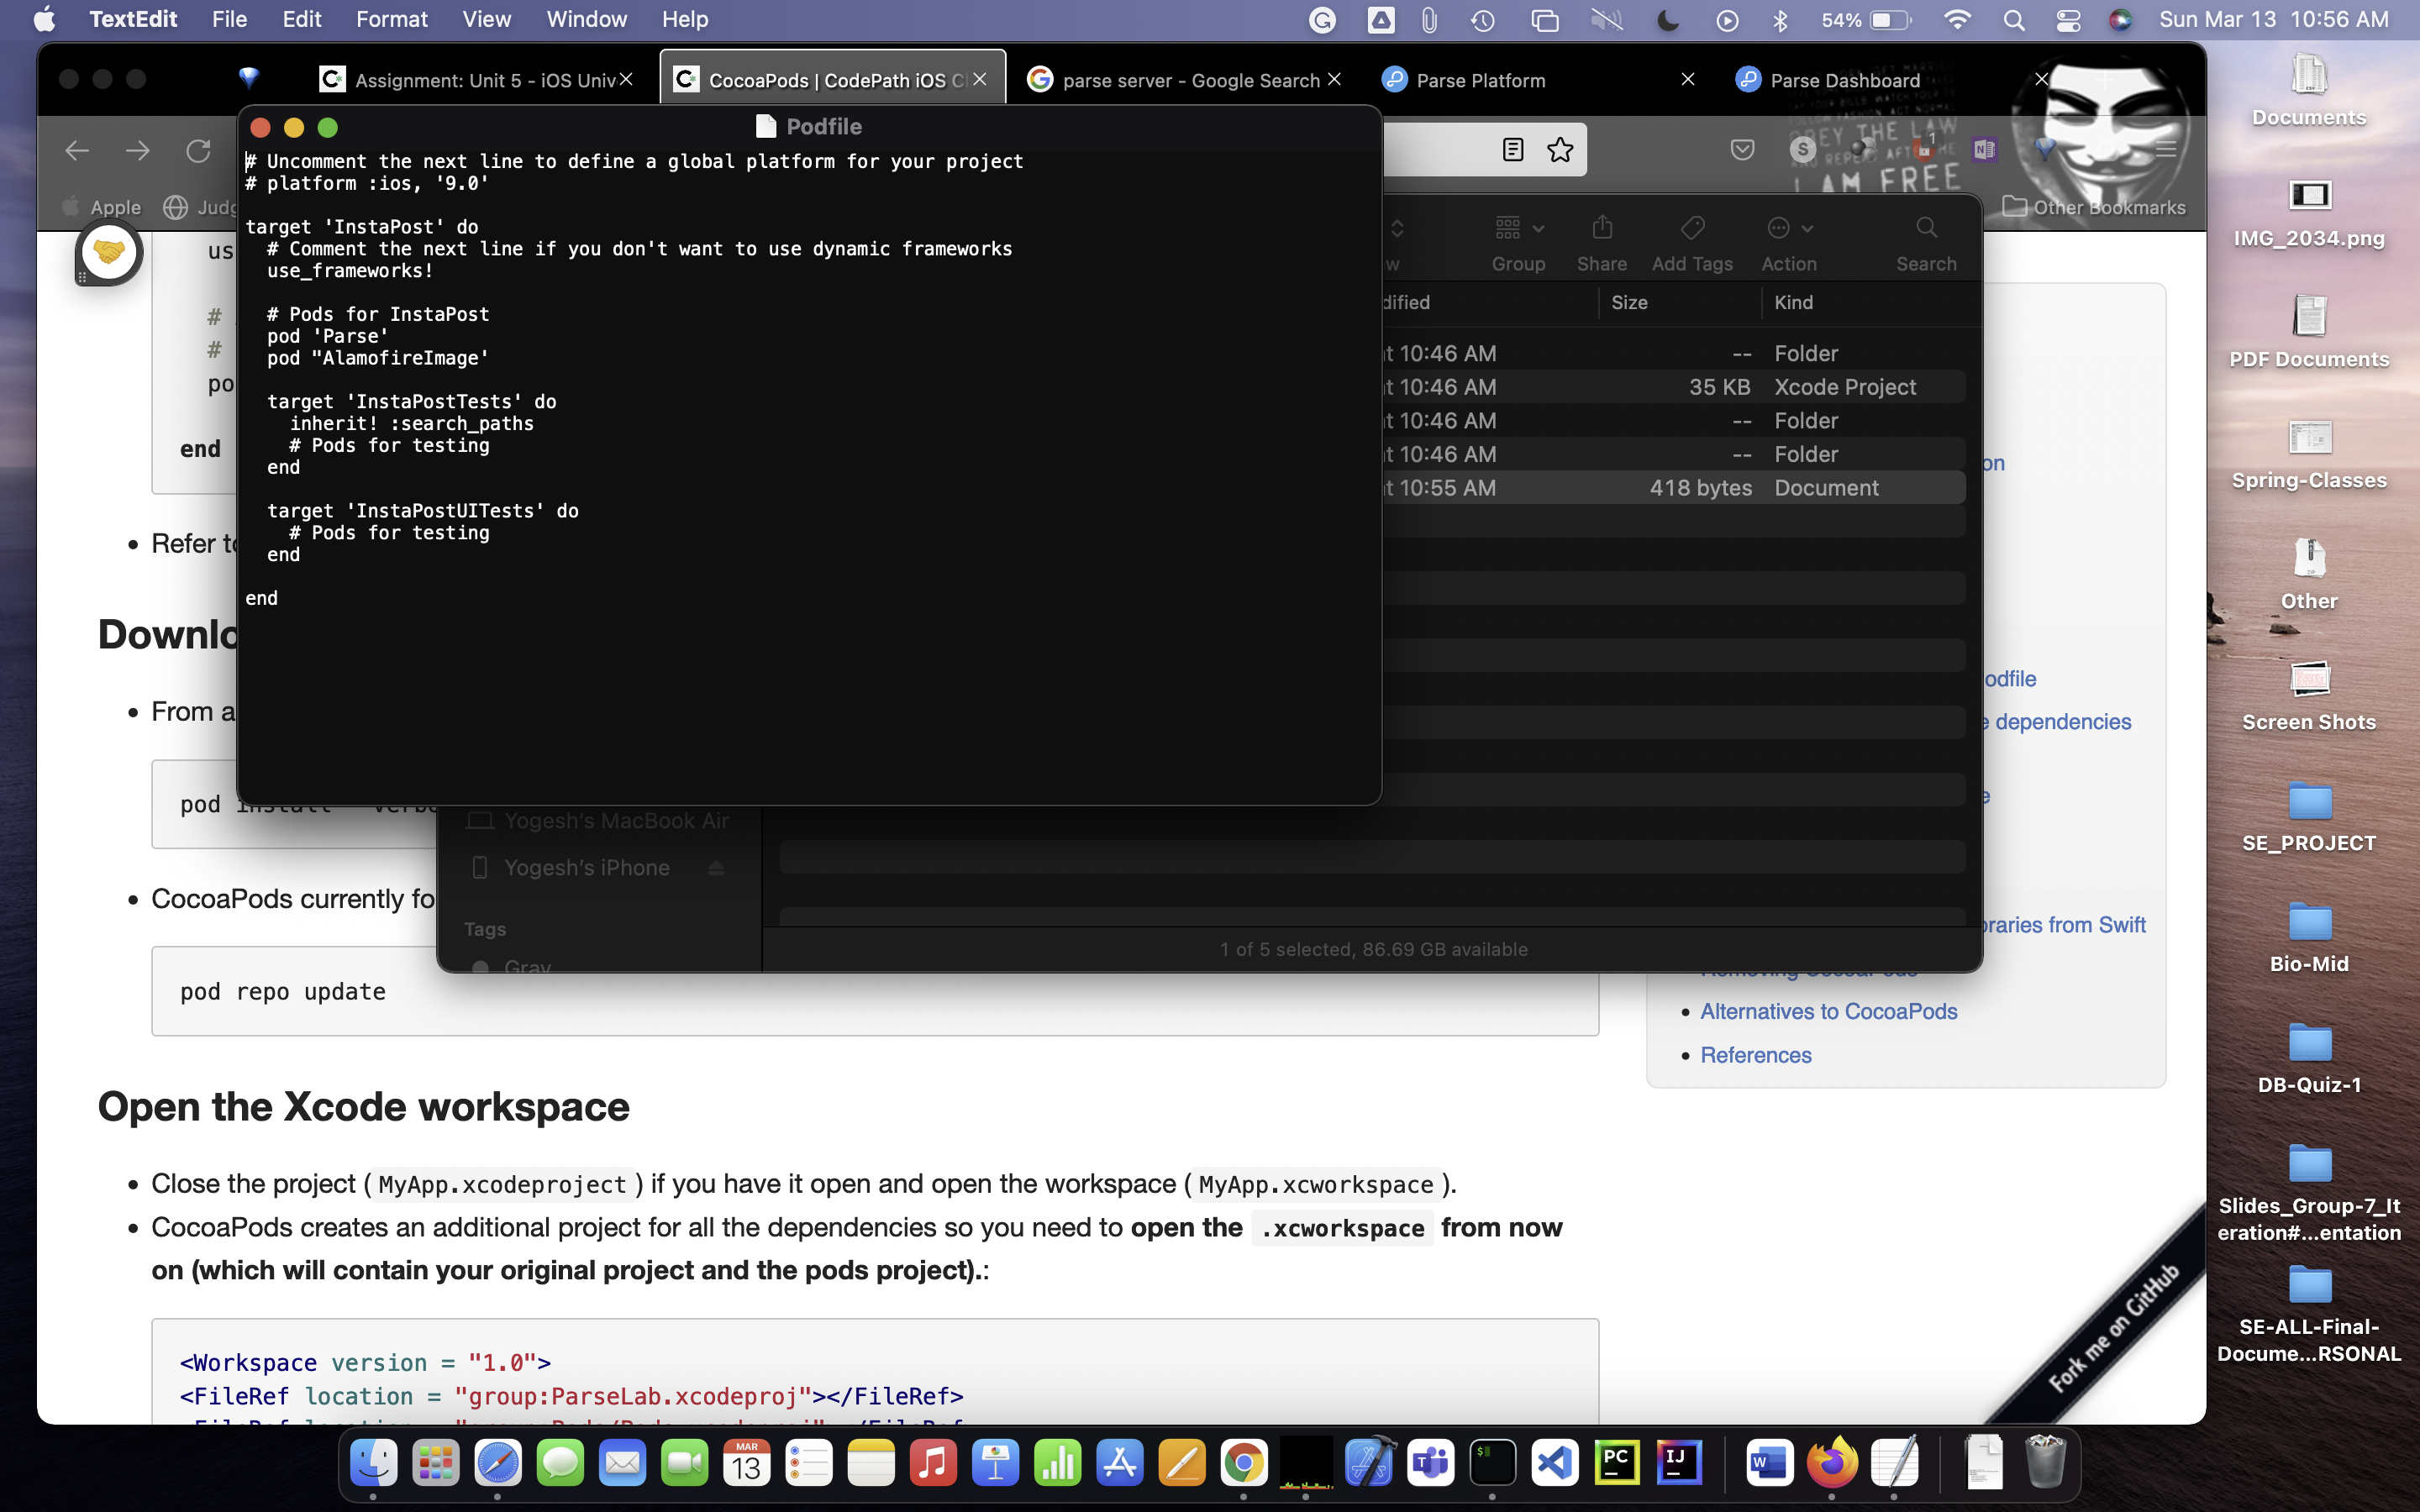 TextEdit File Edit Format View Window Help 54% Sun Mar 13 10:56 AM
Assignment: Unit 5 - iOS Univ
CocoaPods | CodePath iOS C
parse server - Google Search
Parse Platform
Parse Dashboard
Podfile
# Uncomment the next line to define a global platform for your project
# platform :ios, '9.0'
target 'InstaPost' do
# Comment the next line if you don't want to use dynamic frameworks
use_frameworks!
# Pods for InstaPost
pod 'Parse'
pod "AlamofireImage'
target 'InstaPostTests' do
inherit! :search_paths
# Pods for testing
end
target 'InstaPostUITests' do
# Pods for testing
end
end
OBEY THE LAW
I AM FREE
Apple
Judg
Other Bookmarks
us
#
#
po
end
Refer to
Downlo
From a
pod install
CocoaPods currently fo
pod repo update
Open the Xcode workspace
Close the project ( MyApp.xcodeproject ) if you have it open and open the workspace ( MyApp.xcworkspace ).
CocoaPods creates an additional project for all the dependencies so you need to open the .xcworkspace from now
on (which will contain your original project and the pods project).:
<Workspace version = "1.0">
<FileRef location = "group:ParseLab.xcodeproj"></FileRef>
w Group Share Add Tags Action Search
dified Size Kind
at 10:46 AM -- Folder
at 10:46 AM 35 KB Xcode Project
at 10:46 AM -- Folder
at 10:46 AM -- Folder
at 10:55 AM 418 bytes Document
Yogesh's MacBook Air
Yogesh's iPhone
Tags
Gray
1 of 5 selected, 86.69 GB available
on
odfile
e dependencies
e
braries from Swift
Removing CocoaPods
Alternatives to CocoaPods
References
Fork me on GitHub
Documents
IMG_2034.png
PDF Documents
Spring-Classes
Other
Screen Shots
SE_PROJECT
Bio-Mid
DB-Quiz-1
Slides_Group-7_It
eration#...entation
SE-ALL-Final-
Docume...RSONAL
MAR
13
PC
IJ